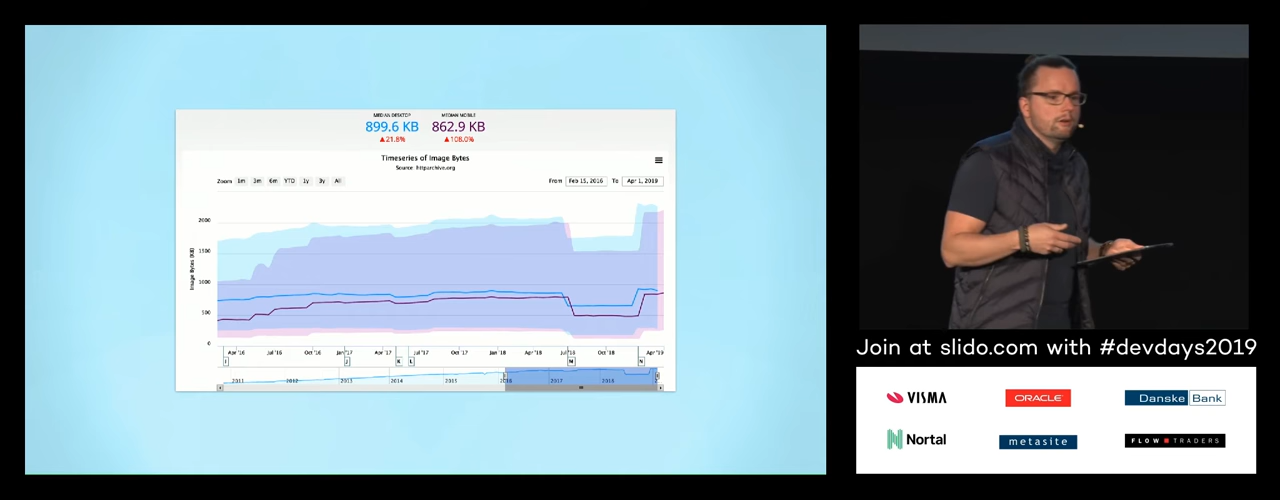 MEDIAN DESKTOP MEDIAN MOBILE
899.6 KB 862.9 KB
▲21.8% ▲108.0%
Timeseries of Image Bytes
Source: httparchive.org
Zoom 1m 3m 6m YTD 1y 3y All From Feb 15, 2016 To Apr 1, 2019
Image Bytes (KB)
2000
1500
1000
500
0
Apr '16 Jul '16 Oct '16 Jan '17 Apr '17 Jul '17 Oct '17 Jan '18 Apr '18 Jul '18 Oct '18 Apr '19
I J K L M N
2011 2012 2013 2014 2015 2016 2017 2018
Join at slido.com with #devdays2019
VISMA ORACLE Danske Bank
Nortal metasite FLOW TRADERS